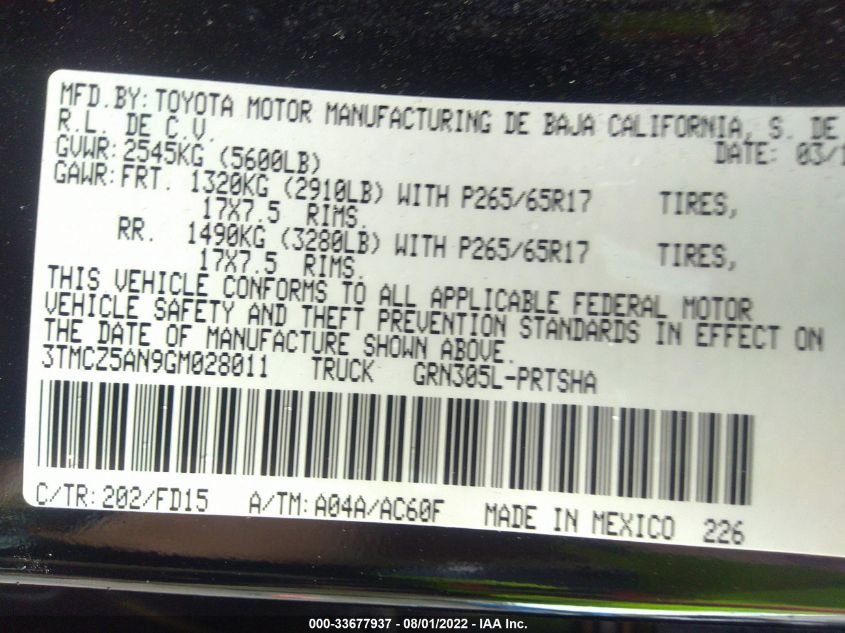 MFD.BY: TOYOTA MOTOR MANUFACTURING DE BAJA CALIFORNIA, S. DE
R.L. DE C.V. DATE: 03/1
GVWR: 2545KG (5600LB)
GAWR: FRT. 1320KG (2910LB) WITH P265/65R17 TIRES,
17X7.5 RIMS.
RR. 1490KG (3280LB) WITH P265/65R17 TIRES,
17X7.5 RIMS.
THIS VEHICLE CONFORMS TO ALL APPLICABLE FEDERAL MOTOR
VEHICLE SAFETY AND THEFT PREVENTION STANDARDS IN EFFECT ON
THE DATE OF MANUFACTURE SHOWN ABOVE.
3TMCZ5AN9GM028011 TRUCK GRN305L-PRTSHA
C/TR: 202/FD15 A/TM: A04A/AC60F MADE IN MEXICO 226
000-33677937 - 08/01/2022 - IAA Inc.